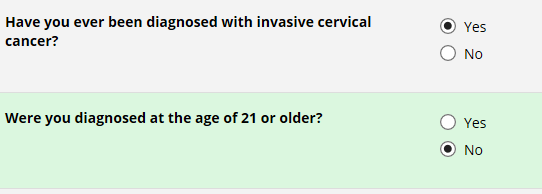 Have you ever been diagnosed with invasive cervical
cancer?
Yes
No
Were you diagnosed at the age of 21 or older?
Yes
No